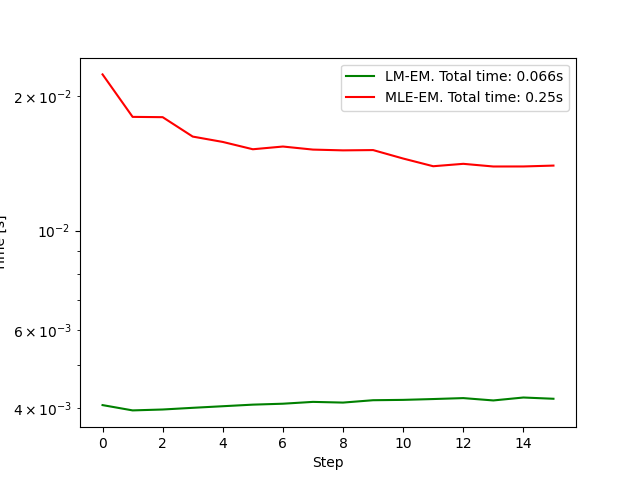 LM-EM. Total time: 0.066s
MLE-EM. Total time: 0.25s
2 × 10⁻²
10⁻²
6 × 10⁻³
4 × 10⁻³
0 2 4 6 8 10 12 14
Step